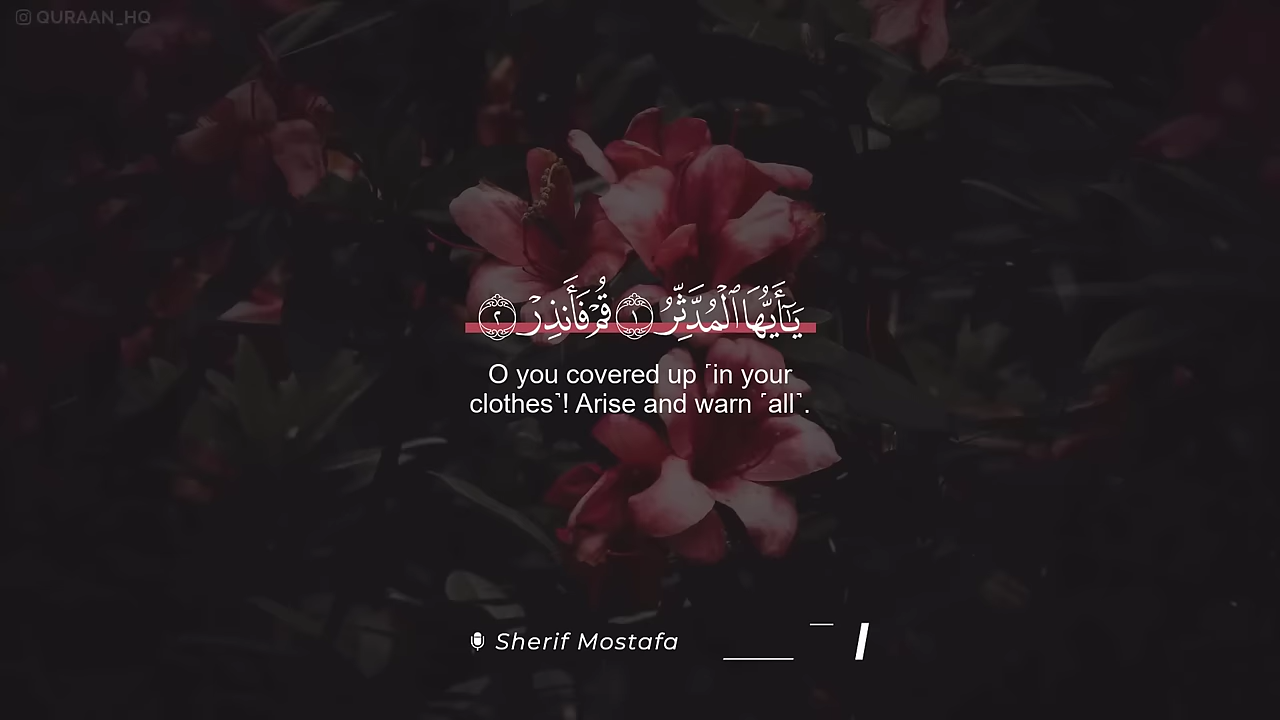 QURAAN_HQ
يَـٰٓأَيُّهَا ٱلْمُدَّثِّرُ ١ قُمْ فَأَنذِرْ ٢
O you covered up ˹in your
clothes˺! Arise and warn ˹all˺.
Sherif Mostafa